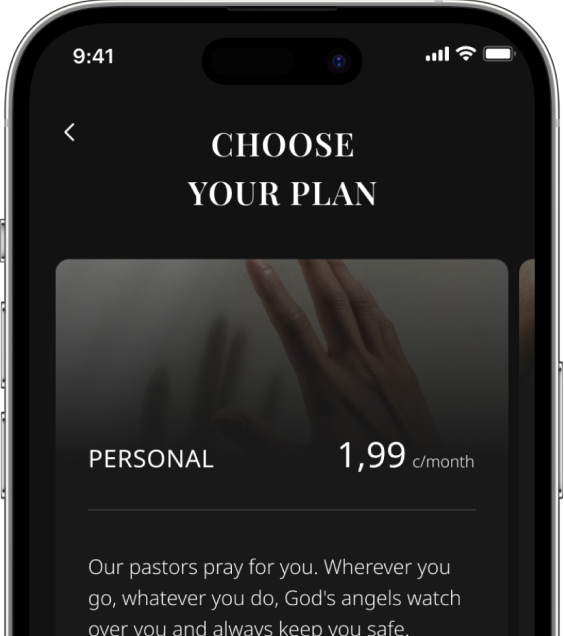 9:41
CHOOSE
YOUR PLAN
PERSONAL
1,99 c/month
Our pastors pray for you. Wherever you
go, whatever you do, God's angels watch
over you and always keep you safe.